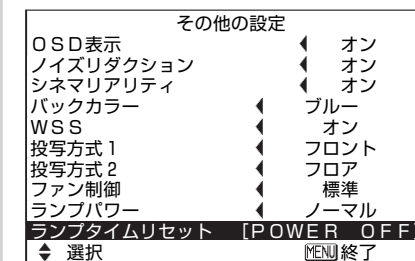 その他の設定
OSD表示 オン
ノイズリダクション オン
シネマリアリティ オン
バックカラー ブルー
WSS オン
投写方式1 フロント
投写方式2 フロア
ファン制御 標準
ランプパワー ノーマル
ランプタイムリセット [POWER OFF]
選択 MENU終了